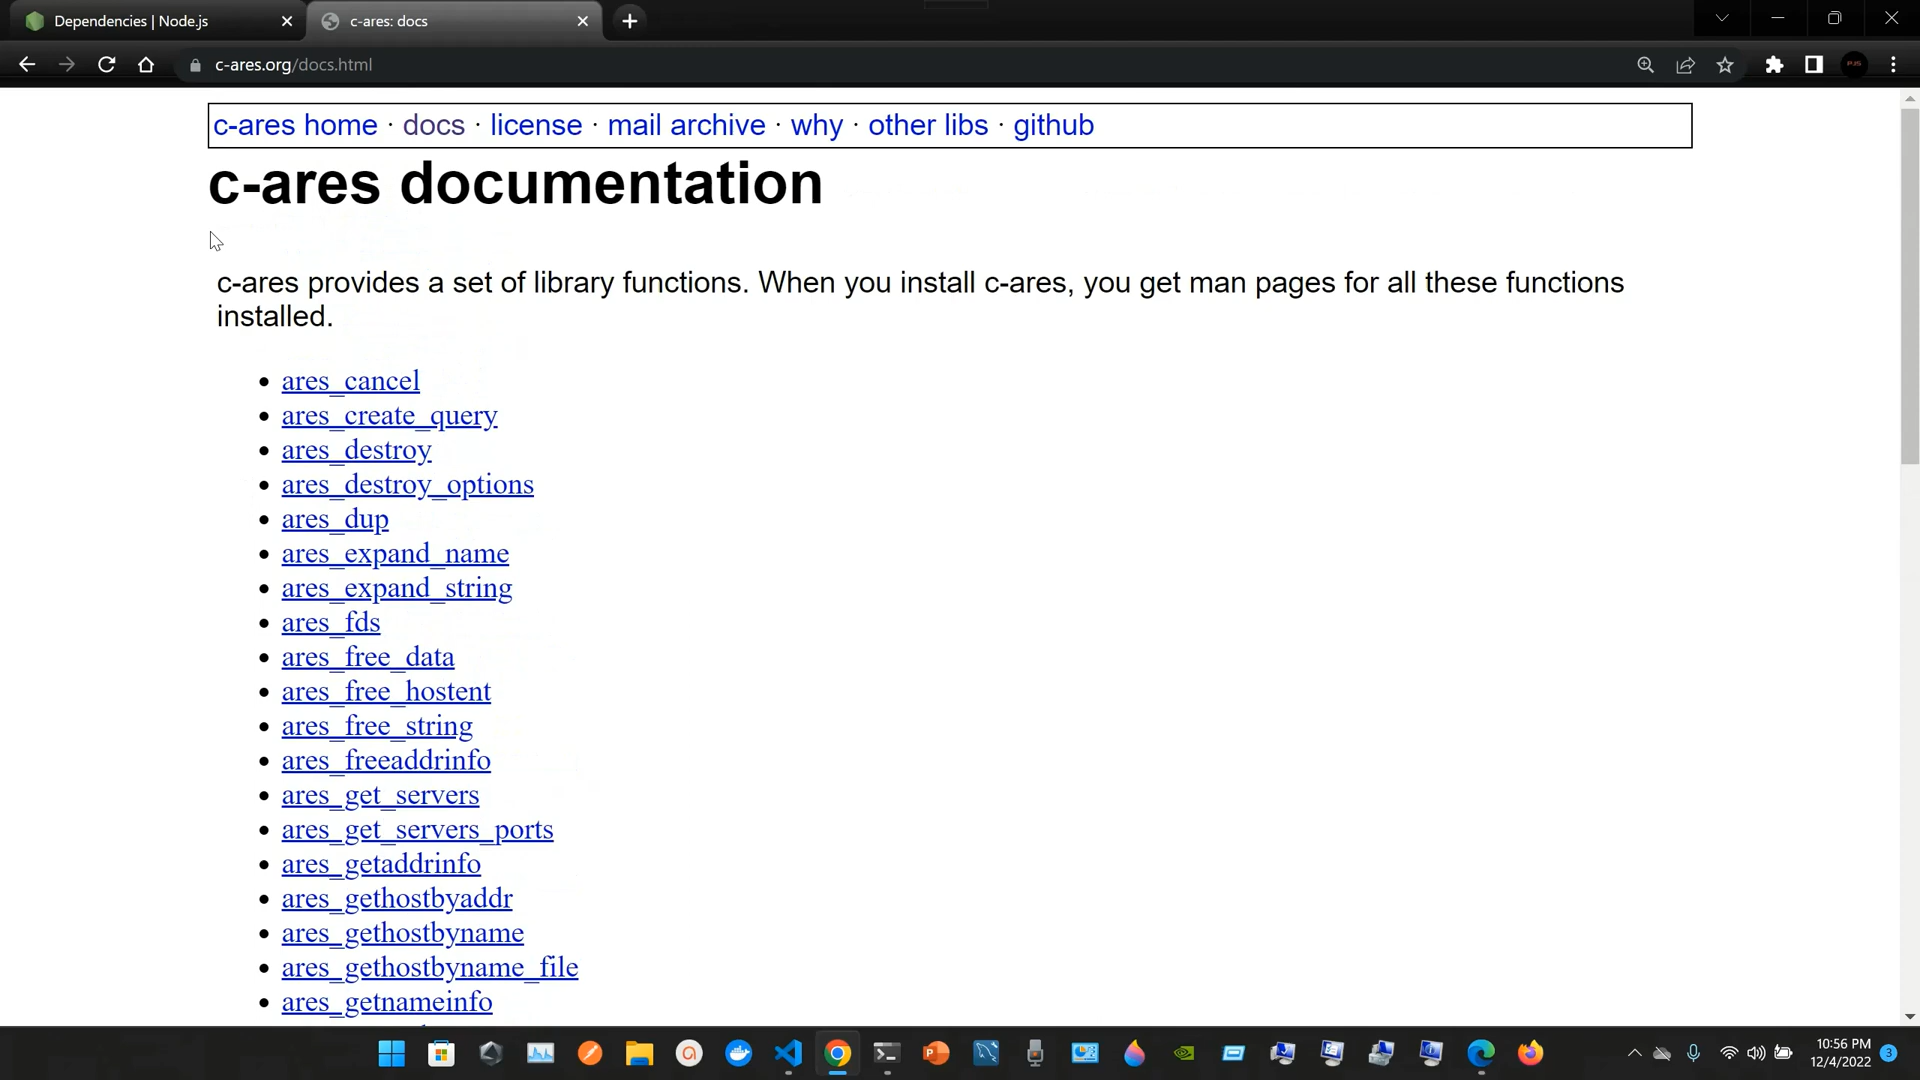 Dependencies | Node.js
c-ares: docs
c-ares.org/docs.html
c-ares home · docs · license · mail archive · why · other libs · github
c-ares documentation
c-ares provides a set of library functions. When you install c-ares, you get man pages for all these functions
installed.
ares_cancel
ares_create_query
ares_destroy
ares_destroy_options
ares_dup
ares_expand_name
ares_expand_string
ares_fds
ares_free_data
ares_free_hostent
ares_free_string
ares_freeaddrinfo
ares_get_servers
ares_get_servers_ports
ares_getaddrinfo
ares_gethostbyaddr
ares_gethostbyname
ares_gethostbyname_file
ares_getnameinfo
10:56 PM
12/4/2022
3